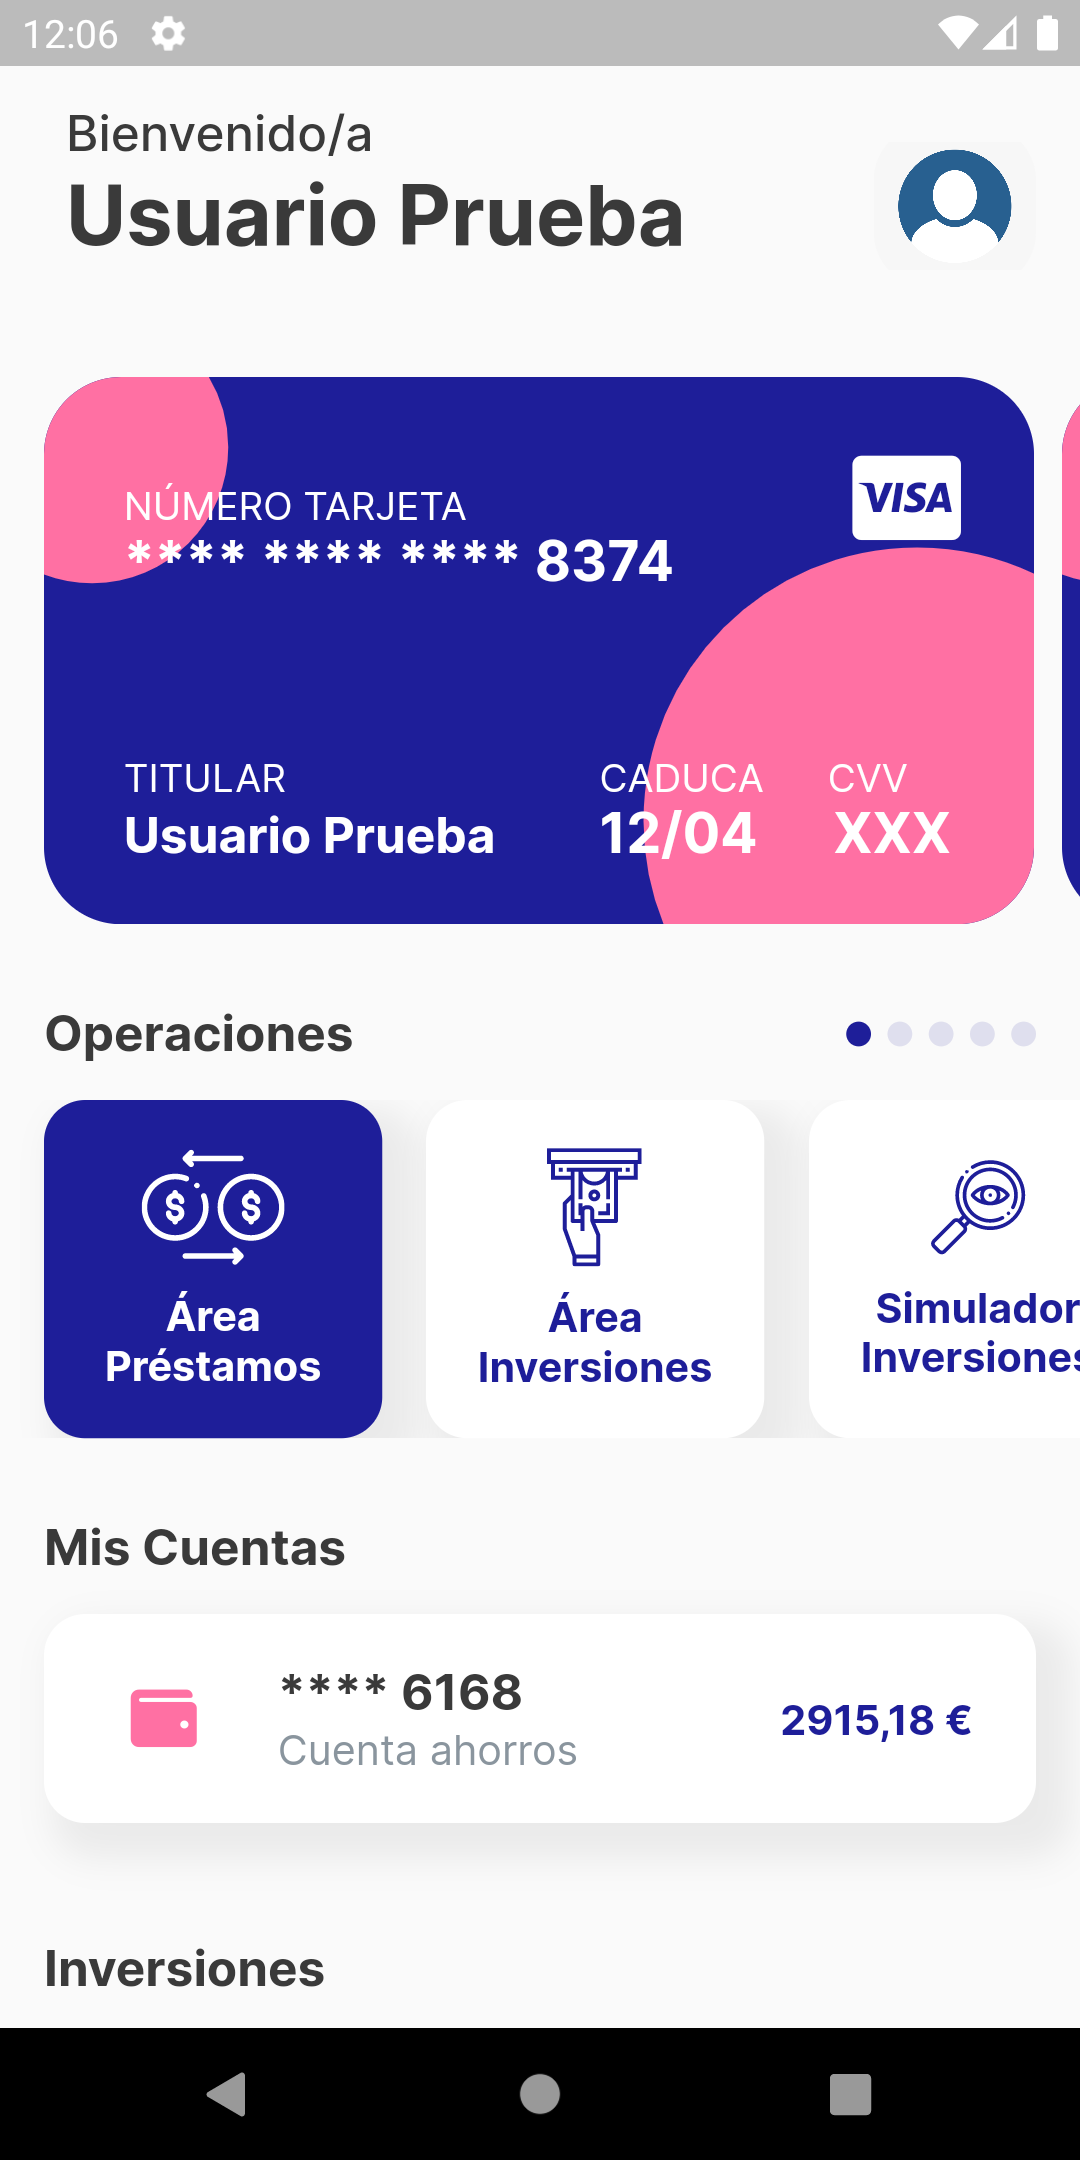 12:06
Bienvenido/a
Usuario Prueba
NÚMERO TARJETA
VISA
**** **** **** 8374
TITULAR
CADUCA
CVV
Usuario Prueba
12/04
XXX
Operaciones
Área
Préstamos
Área
Inversiones
Simulador
Inversiones
Mis Cuentas
**** 6168
Cuenta ahorros
2915,18 €
Inversiones